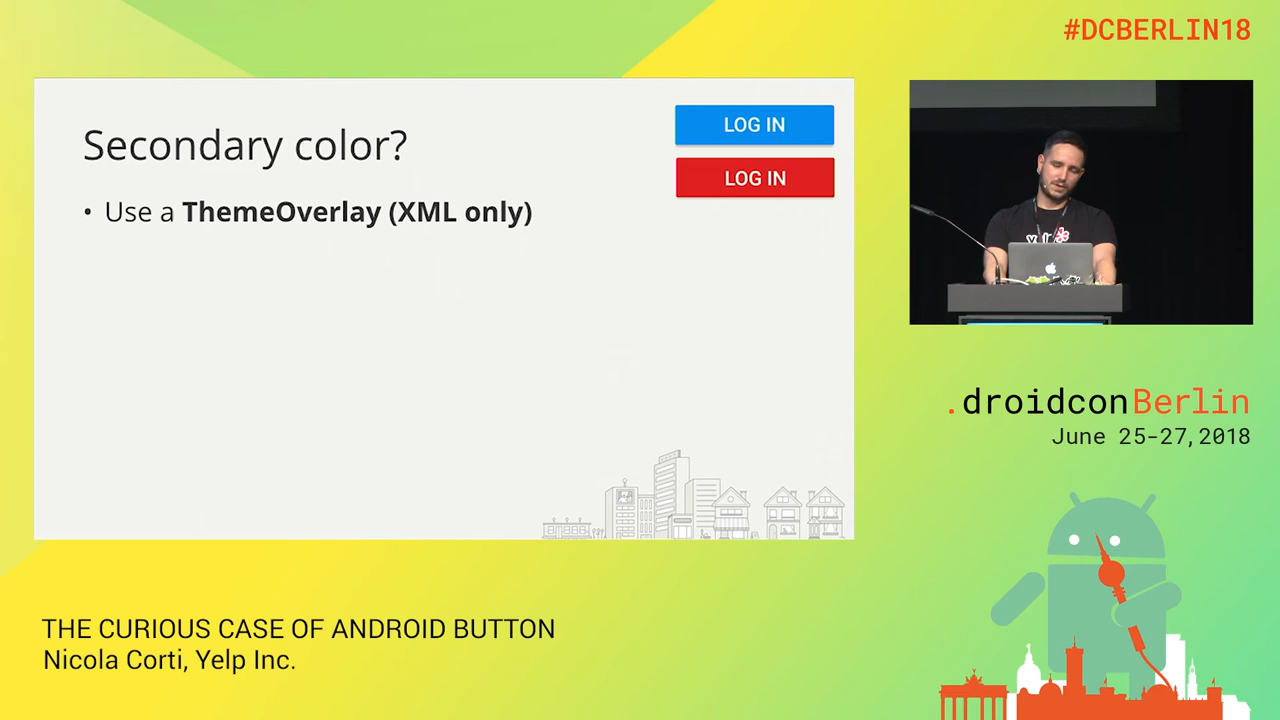 #DCBERLIN18
Secondary color?
LOG IN
LOG IN
• Use a ThemeOverlay (XML only)
.droidconBerlin
June 25-27, 2018
THE CURIOUS CASE OF ANDROID BUTTON
Nicola Corti, Yelp Inc.